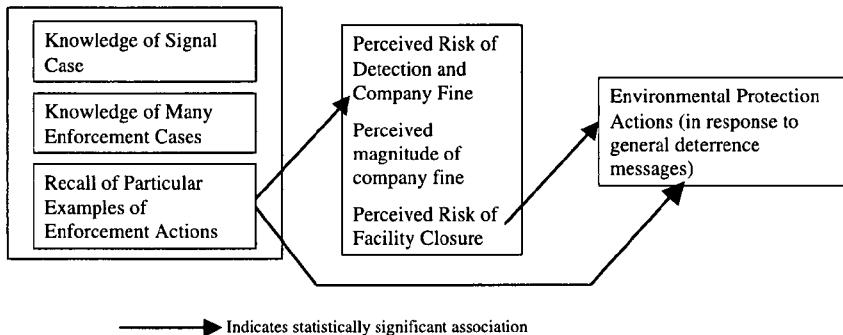 Knowledge of Signal
Case
Knowledge of Many
Enforcement Cases
Recall of Particular
Examples of
Enforcement Actions
Perceived Risk of
Detection and
Company Fine
Perceived
magnitude of
company fine
Perceived Risk of
Facility Closure
Environmental Protection
Actions (in response to
general deterrence
messages)
Indicates statistically significant association